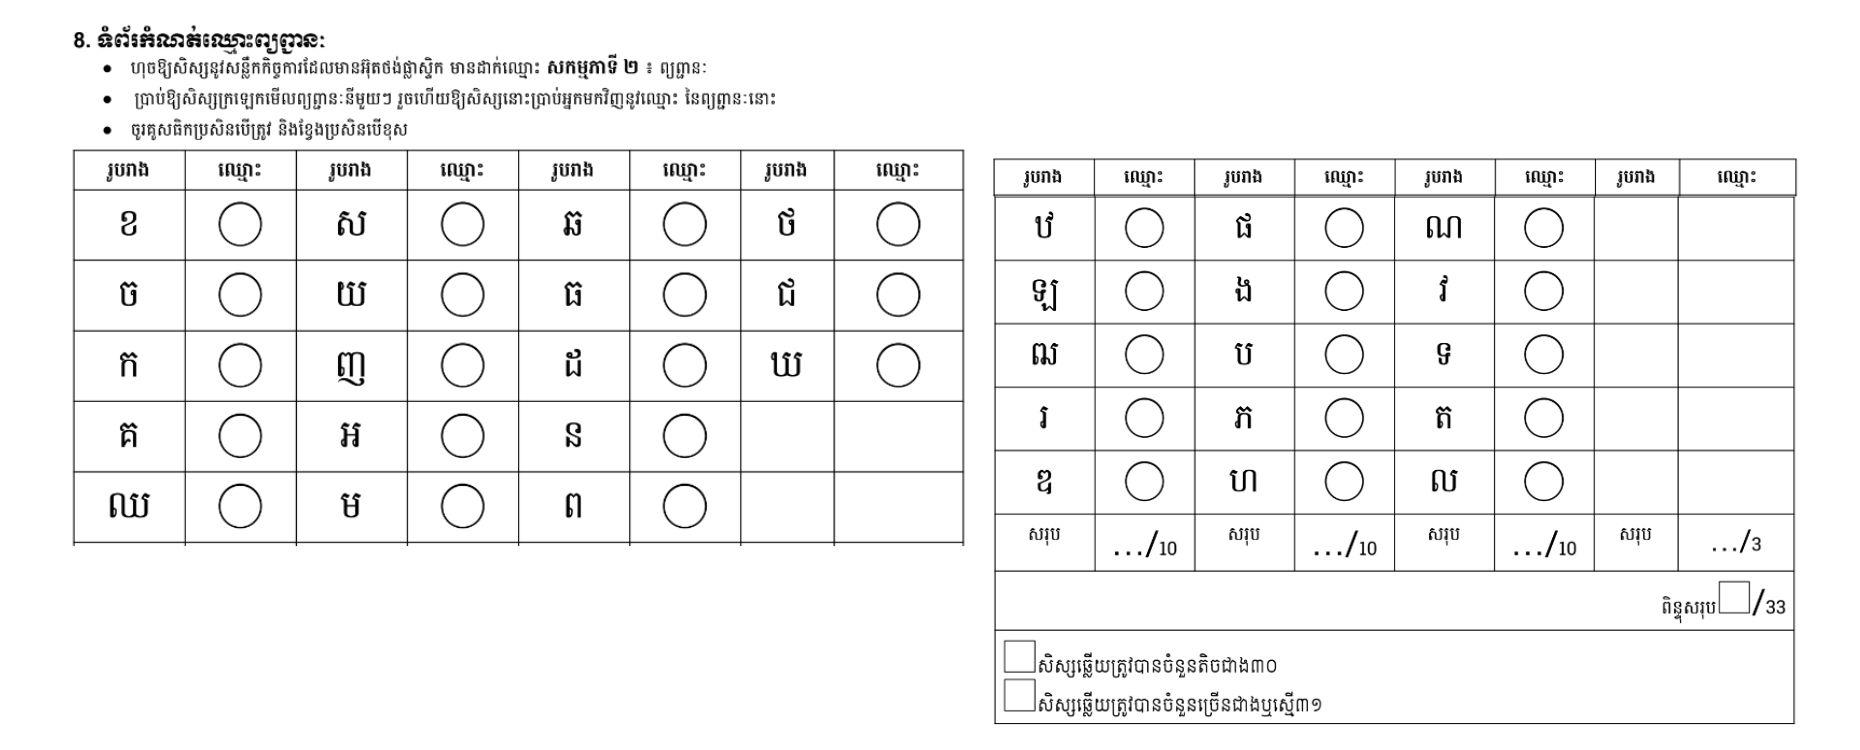 8. ទំព័រកំណត់ឈ្មោះព្យព្ជានៈ
• ហុចឱ្យសិស្សនូវសន្លឹកកិច្ចការដែលមានអ៊ុតថង់ផ្លាស្ទិក មានដាក់ឈ្មោះ សកម្មភាទី ២ ៖ ព្យព្ជានៈ
• ប្រាប់ឱ្យសិស្សក្រឡេកមើលព្យព្ជានៈនីមួយៗ រួចហើយឱ្យសិស្សនោះប្រាប់អ្នកមកវិញនូវឈ្មោះ នៃព្យព្ជានៈនោះ
• ចូរគូសធិកប្រសិនបើត្រូវ និងខ្វែងប្រសិនបើខុស
រូបរាង ឈ្មោះ រូបរាង ឈ្មោះ រូបរាង ឈ្មោះ រូបរាង ឈ្មោះ
ខ ស ឆ ថ
ច យ ធ ជ
ក ញ ដ ឃ
គ អ ន
ឈ ម ព
រូបរាង ឈ្មោះ រូបរាង ឈ្មោះ រូបរាង ឈ្មោះ រូបរាង ឈ្មោះ
ឋ ផ ណ
ឡ ង វ
ឍ ប ទ
រ ភ ត
ឌ ហ ល
សរុប .../10 សរុប .../10 សរុប .../10 សរុប .../3
ពិន្ទុសរុប /33
សិស្សឆ្លើយត្រូវបានចំនួនតិចជាង៣០
សិស្សឆ្លើយត្រូវបានចំនួនច្រើនជាងឬស្មើ៣១